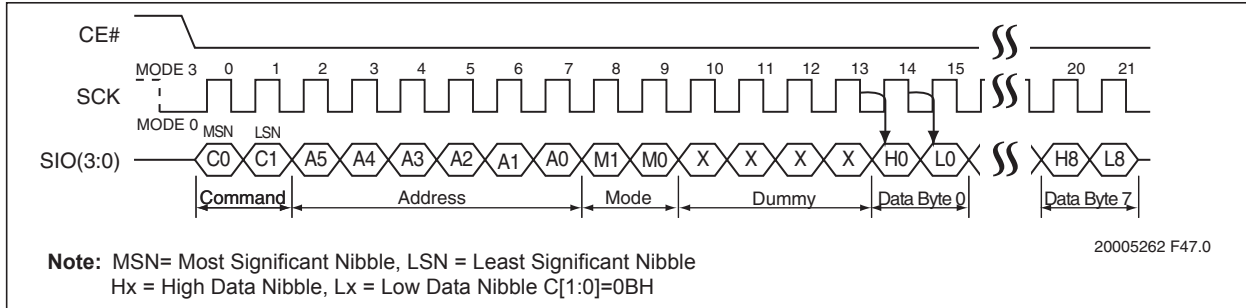 CE#
MODE 3 0 1 2 3 4 5 6 7 8 9 10 11 12 13 14 15 20 21
SCK
MODE 0
MSN LSN
SIO(3:0) C0 C1 A5 A4 A3 A2 A1 A0 M1 M0 X X X X H0 L0 H8 L8
Command Address Mode Dummy Data Byte 0 Data Byte 7
20005262 F47.0
Note: MSN= Most Significant Nibble, LSN = Least Significant Nibble
Hx = High Data Nibble, Lx = Low Data Nibble C[1:0]=0BH